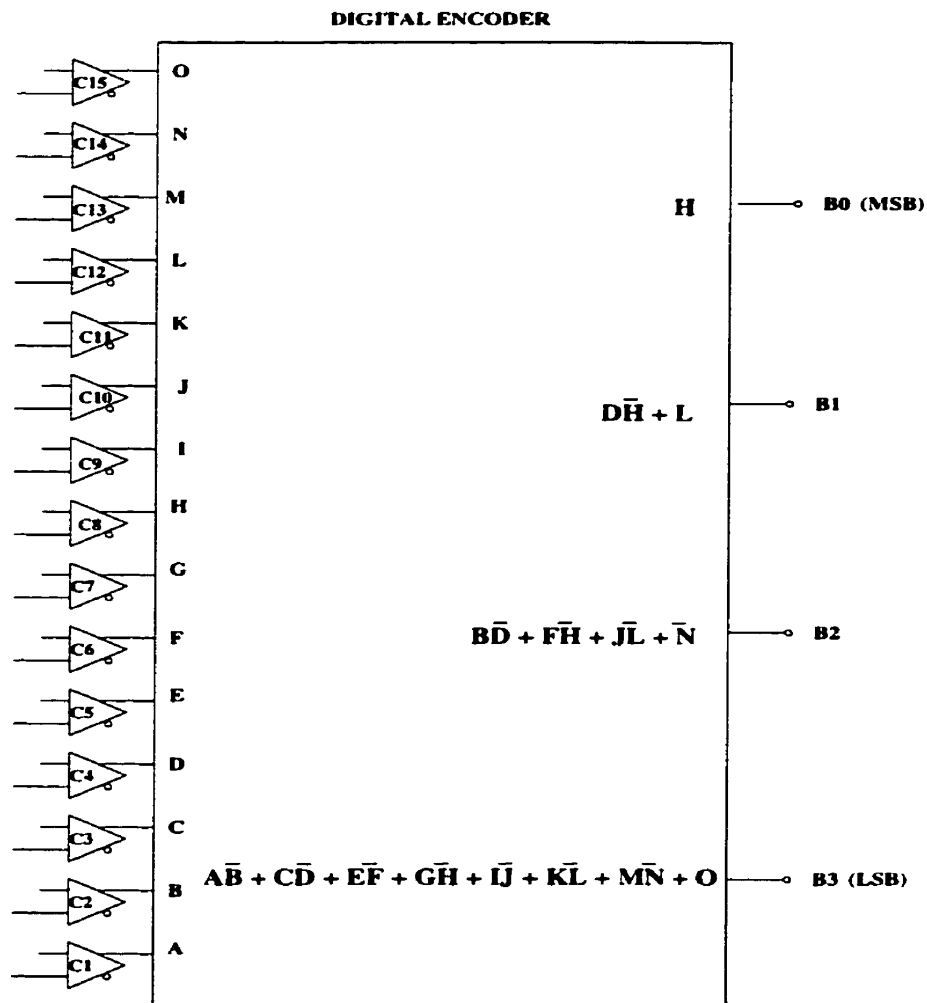 DIGITAL ENCODER
C15 O
C14 N
C13 M
H B0 (MSB)
C12 L
C11 K
C10 J
DH̄ + L B1
C9 I
C8 H
C7 G
C6 F
BD̄ + FH̄ + JL̄ + N̄ B2
C5 E
C4 D
C3 C
AB̄ + CD̄ + EF̄ + GH̄ + IJ̄ + KL̄ + MN̄ + O B3 (LSB)
C2 B
C1 A